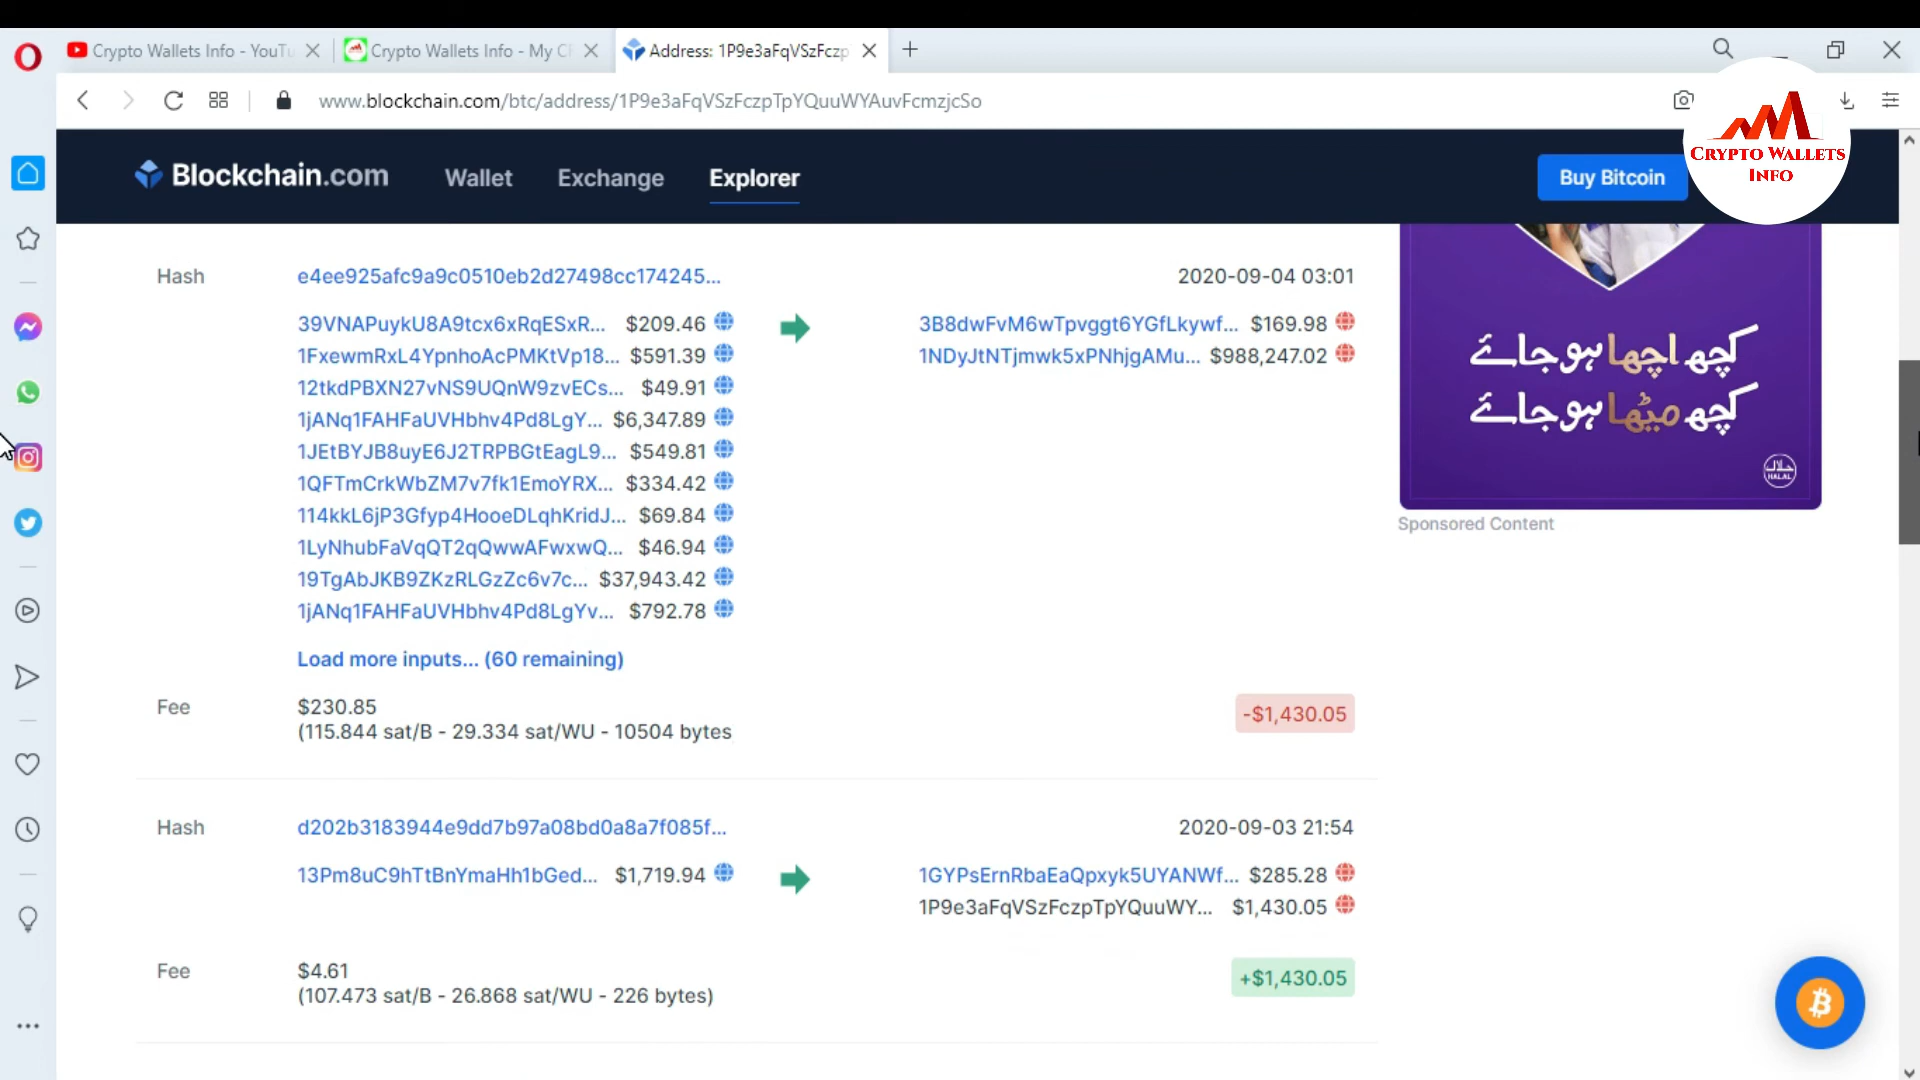 Crypto Wallets Info - YouTu
Crypto Wallets Info - My Ch
Address: 1P9e3aFqVSzFczp
www.blockchain.com/btc/address/1P9e3aFqVSzFczpTpYQuuWYAuvFcmzjcSo
CRYPTO WALLETS
INFO
Blockchain.com
Wallet
Exchange
Explorer
Buy Bitcoin
Hash
e4ee925afc9a9c0510eb2d27498cc174245...
2020-09-04 03:01
39VNAPuykU8A9tcx6xRqESxR... $209.46
3B8dwFvM6wTpvggt6YGfLkywf... $169.98
1FxewmRxL4YpnhoAcPMKtVp18... $591.39
1NDyJtNTjmwk5xPNhjgAMu... $988,247.02
12tkdPBXN27vNS9UQnW9zvECs... $49.91
1jANq1FAHFaUVHbhv4Pd8LgY... $6,347.89
1JEtBYJB8uyE6J2TRPBGtEagL9... $549.81
1QFTmCrkWbZM7v7fk1EmoYRX... $334.42
114kkL6jP3Gfyp4HooeDLqhKridJ... $69.84
1LyNhubFaVqQT2qQwwAFwxwQ... $46.94
19TgAbJKB9ZKzRLGzZc6v7c... $37,943.42
1jANq1FAHFaUVHbhv4Pd8LgYv... $792.78
Load more inputs... (60 remaining)
Fee
$230.85
(115.844 sat/B - 29.334 sat/WU - 10504 bytes
-$1,430.05
کچھ اچھا ہو جائے
کچھ میٹھا ہو جائے
حلال
HALAL
Sponsored Content
Hash
d202b3183944e9dd7b97a08bd0a8a7f085f...
2020-09-03 21:54
13Pm8uC9hTtBnYmaHh1bGed... $1,719.94
1GYPsErnRbaEaQpxyk5UYANWf... $285.28
1P9e3aFqVSzFczpTpYQuuWY... $1,430.05
Fee
$4.61
(107.473 sat/B - 26.868 sat/WU - 226 bytes)
+$1,430.05